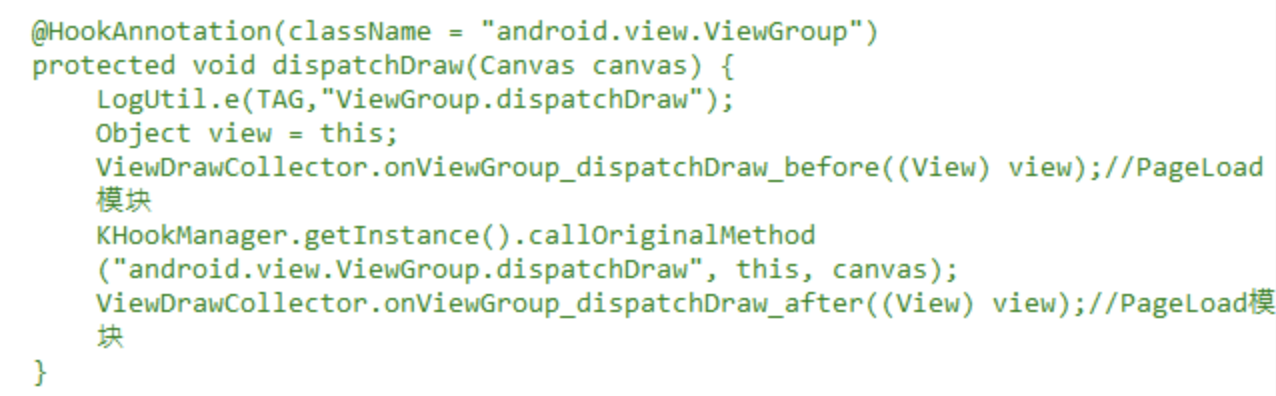 @HookAnnotation(className = "android.view.ViewGroup")
protected void dispatchDraw(Canvas canvas) {
LogUtil.e(TAG,"ViewGroup.dispatchDraw");
Object view = this;
ViewDrawCollector.onViewGroup_dispatchDraw_before((View) view);//PageLoad
模块
KHookManager.getInstance().callOriginalMethod
("android.view.ViewGroup.dispatchDraw", this, canvas);
ViewDrawCollector.onViewGroup_dispatchDraw_after((View) view);//PageLoad模
块
}